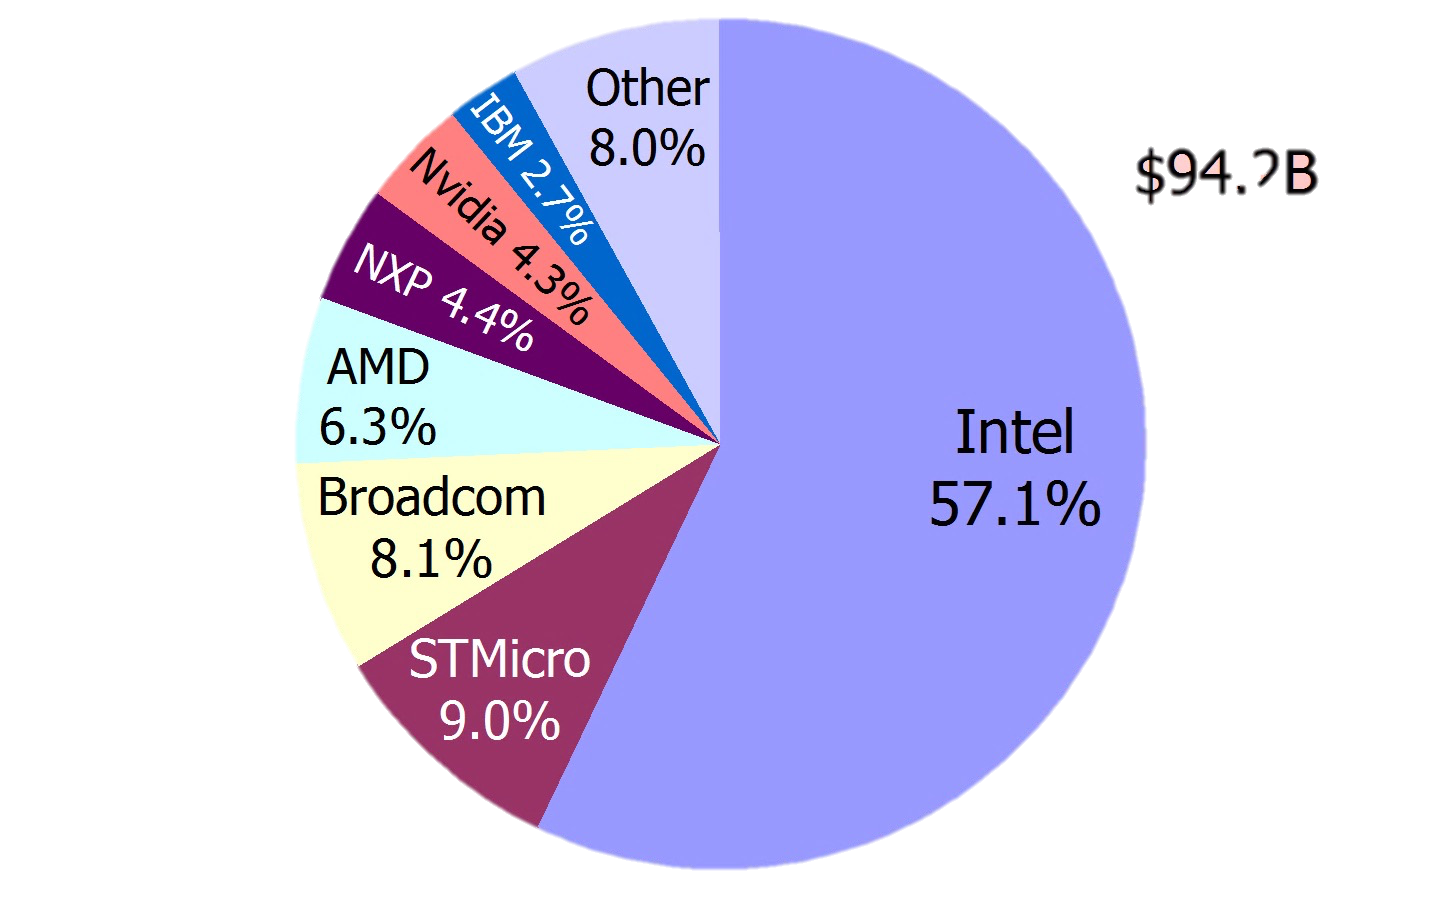 Other
8.0%
IBM 2.7%
Nvidia 4.3%
NXP 4.4%
AMD
6.3%
Broadcom
8.1%
STMicro
9.0%
Intel
57.1%